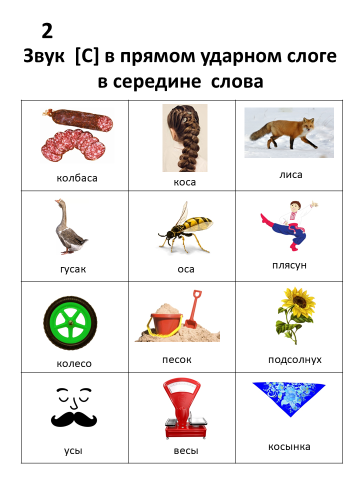 2
Звук [С] в прямом ударном слоге
в середине слова
колбаса
коса
лиса
гусак
оса
плясун
колесо
песок
подсолнух
усы
весы
косынка